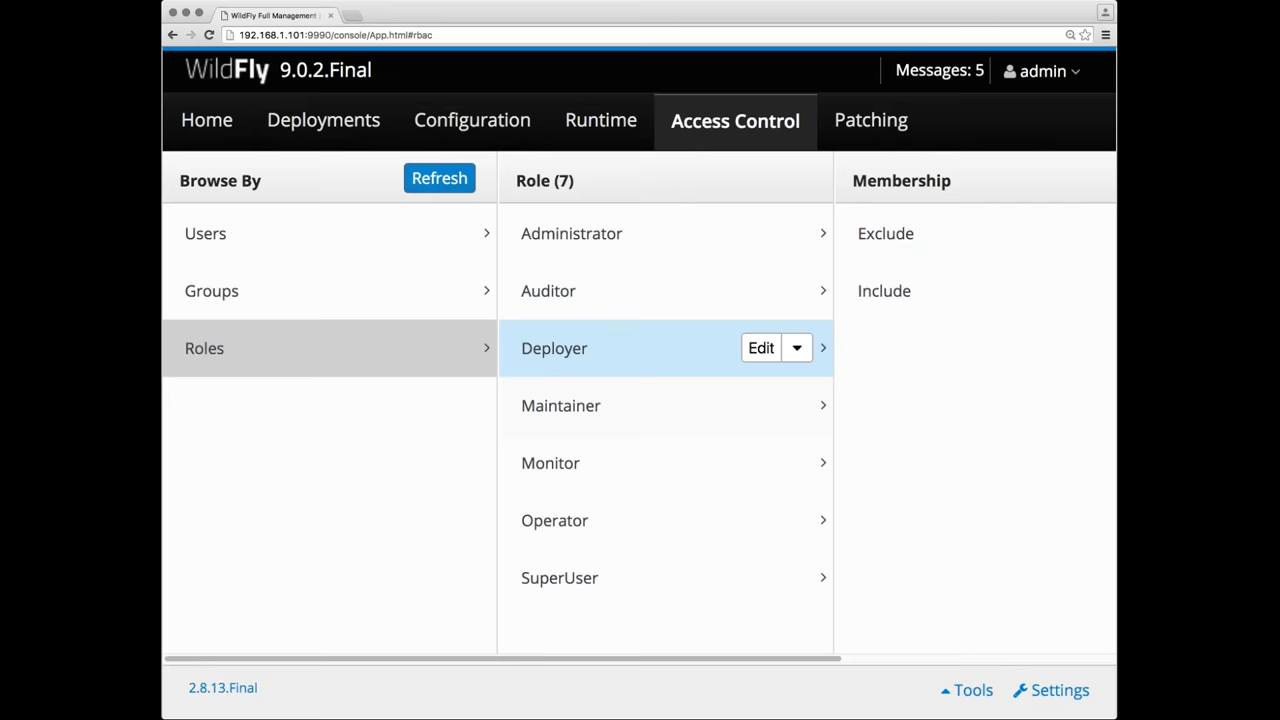 WildFly Full Management
192.168.1.101:9990/console/App.html#rbac
WildFly 9.0.2.Final
Messages: 5
admin
Home
Deployments
Configuration
Runtime
Access Control
Patching
Browse By
Refresh
Role (7)
Membership
Users
Administrator
Exclude
Groups
Auditor
Include
Roles
Deployer
Edit
Maintainer
Monitor
Operator
SuperUser
2.8.13.Final
Tools
Settings